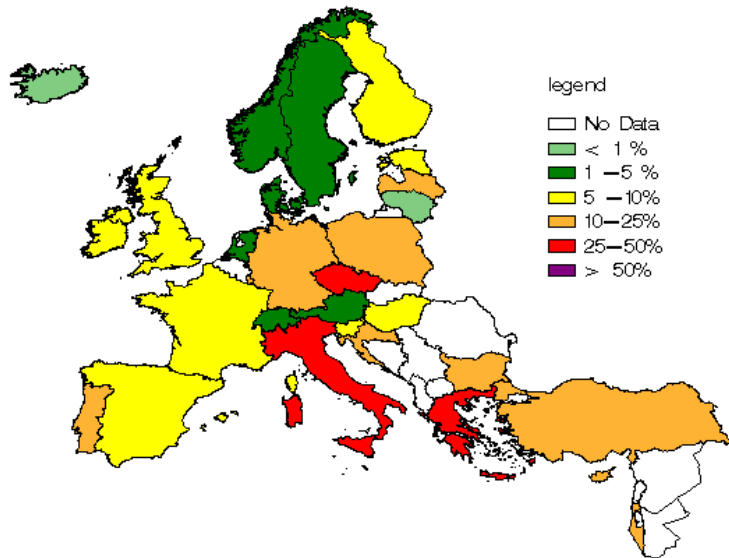 legend
No Data
< 1 %
1 –5 %
5 –10%
10–25%
25–50%
> 50%